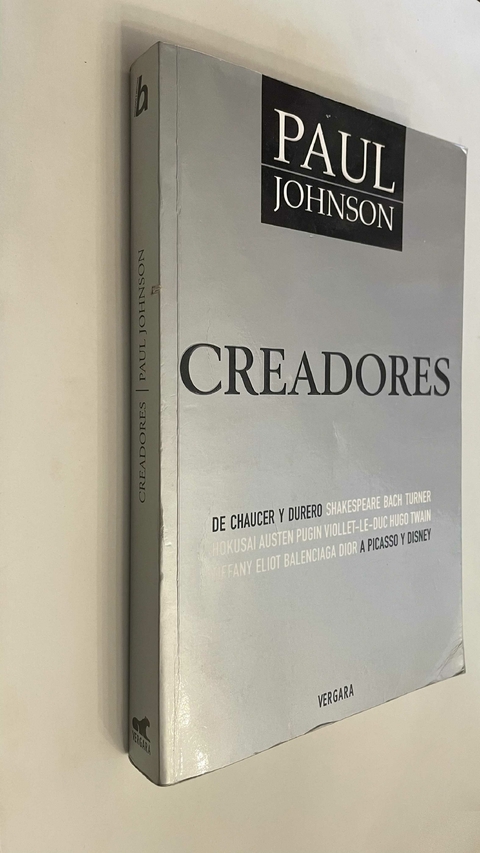 PAUL
JOHNSON
CREADORES
DE CHAUCER Y DURERO SHAKESPEARE BACH TURNER
HOKUSAI AUSTEN PUGIN VIOLLET-LE-DUC HUGO TWAIN
TIFFANY ELIOT BALENCIAGA DIOR A PICASSO Y DISNEY
VERGARA
b
CREADORES | PAUL JOHNSON
VERGARA